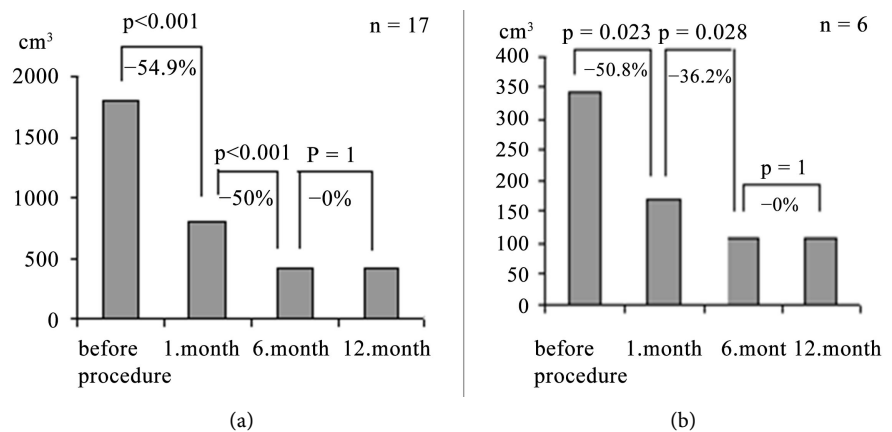 p<0.001
n = 17
cm³
−54.9%
2000
1500
p<0.001
P = 1
1000
−50%
−0%
500
0
before procedure
1.month
6.month
12.month
(a)
p = 0.023
p = 0.028
n = 6
cm³
400
−50.8%
−36.2%
350
300
250
p = 1
200
−0%
150
100
50
0
before procedure
1.month
6.mont
12.month
(b)